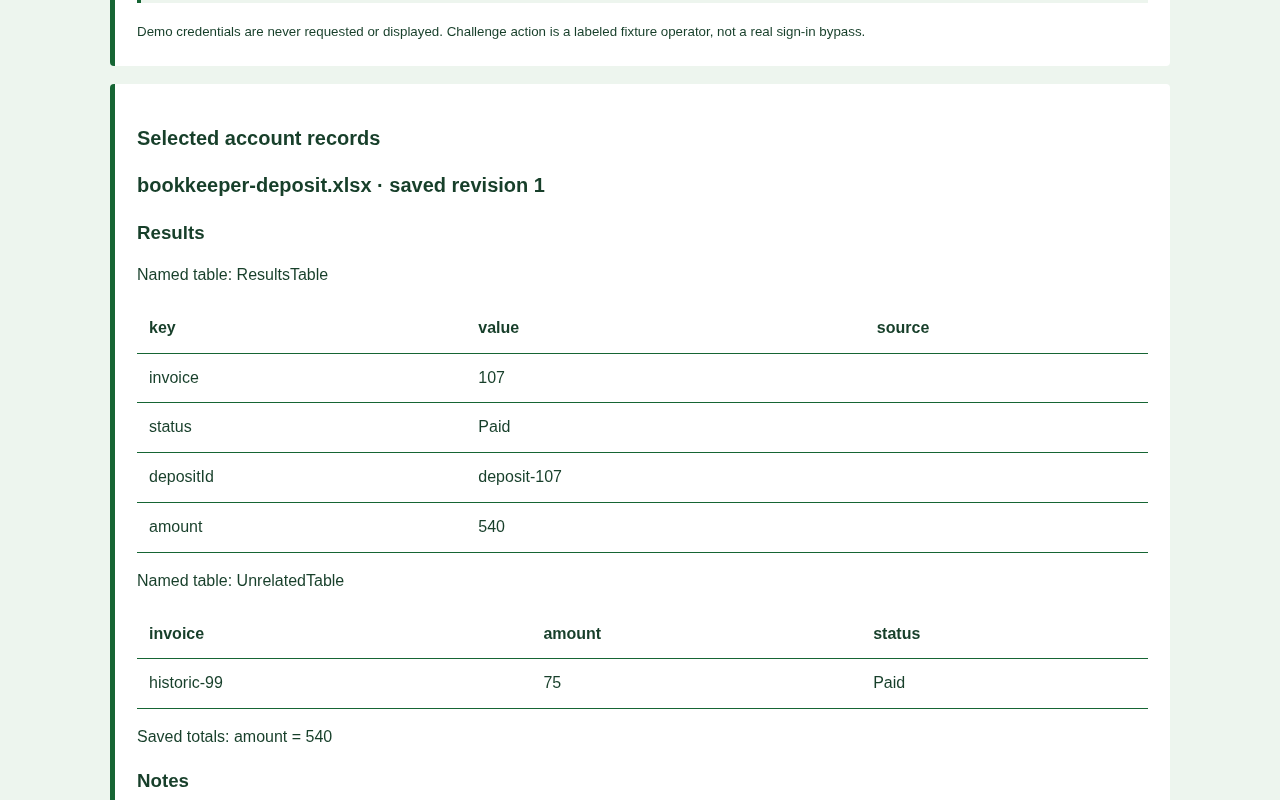 Demo credentials are never requested or displayed. Challenge action is a labeled fixture operator, not a real sign-in bypass.
Selected account records
bookkeeper-deposit.xlsx · saved revision 1
Results
Named table: ResultsTable
key value source
invoice 107
status Paid
depositId deposit-107
amount 540
Named table: UnrelatedTable
invoice amount status
historic-99 75 Paid
Saved totals: amount = 540
Notes